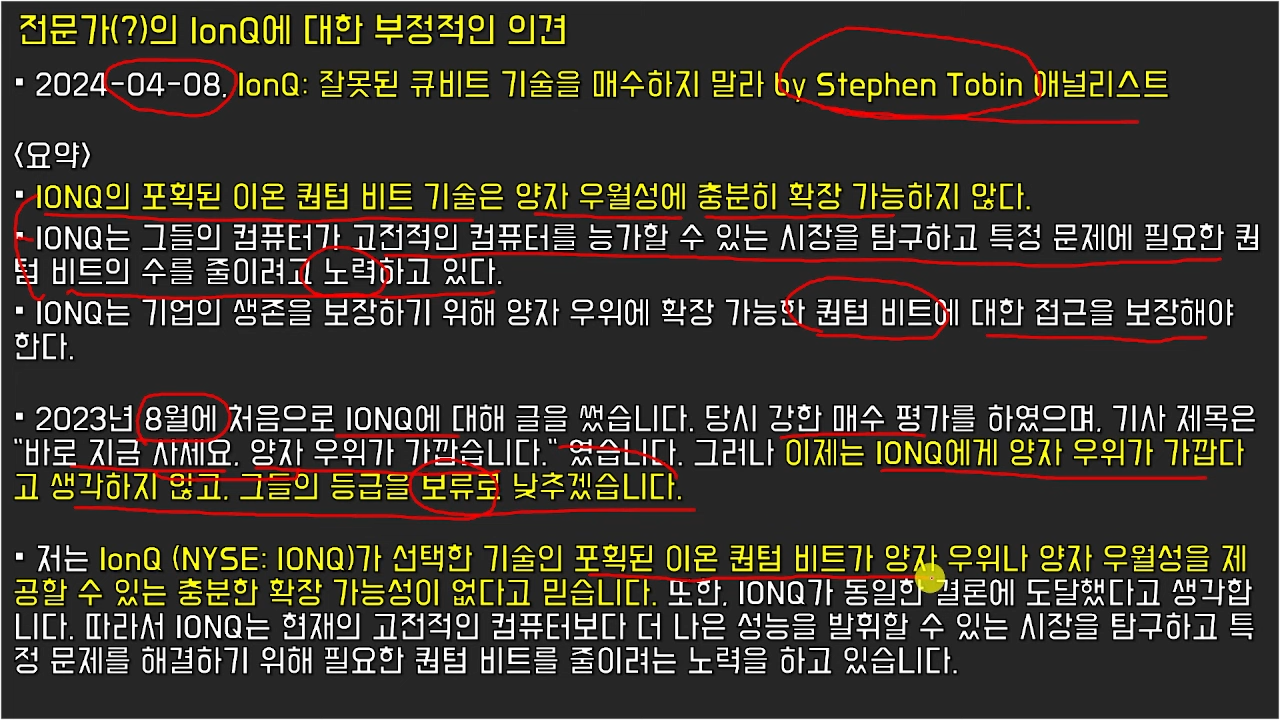 전문가(?)의 IonQ에 대한 부정적인 의견
▪ 2024-04-08, IonQ: 잘못된 큐비트 기술을 매수하지 말라 by Stephen Tobin 애널리스트
<요약>
▪ IONQ의 포획된 이온 퀀텀 비트 기술은 양자 우월성에 충분히 확장 가능하지 않다.
▪ IONQ는 그들의 컴퓨터가 고전적인 컴퓨터를 능가할 수 있는 시장을 탐구하고 특정 문제에 필요한 퀀
텀 비트의 수를 줄이려고 노력하고 있다.
▪ IONQ는 기업의 생존을 보장하기 위해 양자 우위에 확장 가능한 퀀텀 비트에 대한 접근을 보장해야
한다.
▪ 2023년 8월에 처음으로 IONQ에 대해 글을 썼습니다. 당시 강한 매수 평가를 하였으며, 기사 제목은
"바로 지금 사세요. 양자 우위가 가깝습니다." 였습니다. 그러나 이제는 IONQ에게 양자 우위가 가깝다
고 생각하지 않고, 그들의 등급을 보류로 낮추겠습니다.
▪ 저는 IonQ (NYSE: IONQ)가 선택한 기술인 포획된 이온 퀀텀 비트가 양자 우위나 양자 우월성을 제
공할 수 있는 충분한 확장 가능성이 없다고 믿습니다. 또한, IONQ가 동일한 결론에 도달했다고 생각합
니다. 따라서 IONQ는 현재의 고전적인 컴퓨터보다 더 나은 성능을 발휘할 수 있는 시장을 탐구하고 특
정 문제를 해결하기 위해 필요한 퀀텀 비트를 줄이려는 노력을 하고 있습니다.